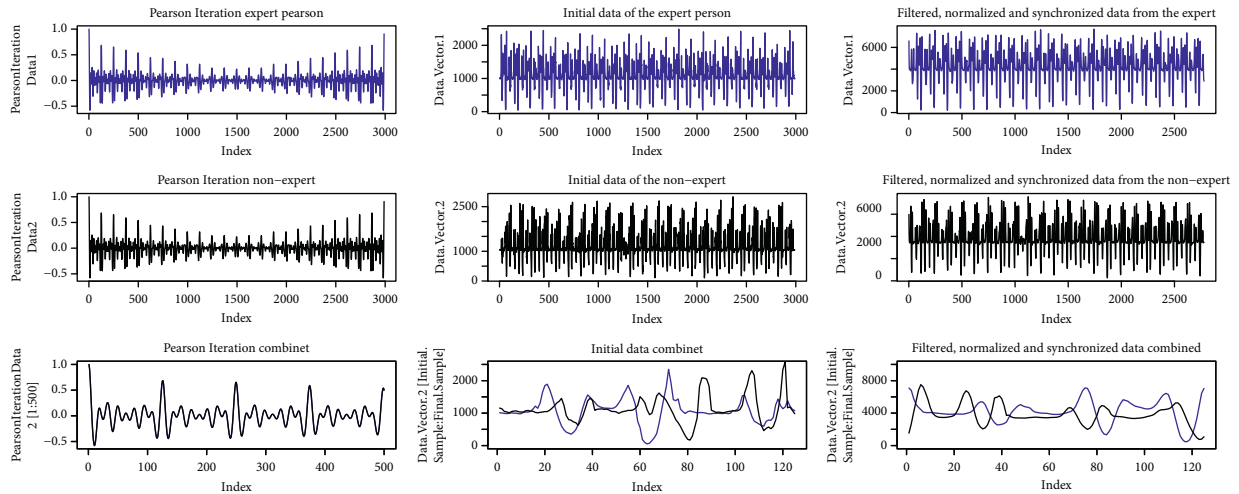 Pearson Iteration expert pearson
PearsonIteration
Data1
1.0
0.5
0.0
−0.5
0
500
1000
1500
2000
2500
3000
Index
Initial data of the expert person
Data.Vector.1
2000
1000
0
0
500
1000
1500
2000
2500
3000
Index
Filtered, normalized and synchronized data from the expert
Data.Vector.1
6000
4000
2000
0
0
500
1000
1500
2000
2500
Index
Pearson Iteration non−expert
PearsonIteration
Data2
1.0
0.5
0.0
−0.5
0
500
1000
1500
2000
2500
3000
Index
Initial data of the non−expert
Data.Vector.2
2500
1000
0
0
500
1000
1500
2000
2500
3000
Index
Filtered, normalized and synchronized data from the non−expert
Data.Vector.2
6000
2000
0
0
500
1000
1500
2000
2500
Index
Pearson Iteration combinet
PearsonIterationData
2 [1:500]
1.0
0.5
0.0
−0.5
0
100
200
300
400
500
Index
Initial data combinet
Data.Vector.2 [Initial.
Sample:Final.Sample]
2000
1000
0
0
20
40
60
80
100
120
Index
Filtered, normalized and synchronized data combined
Data.Vector.2 [Initial.
Sample:Final.Sample]
8000
4000
0
0
20
40
60
80
100
120
Index